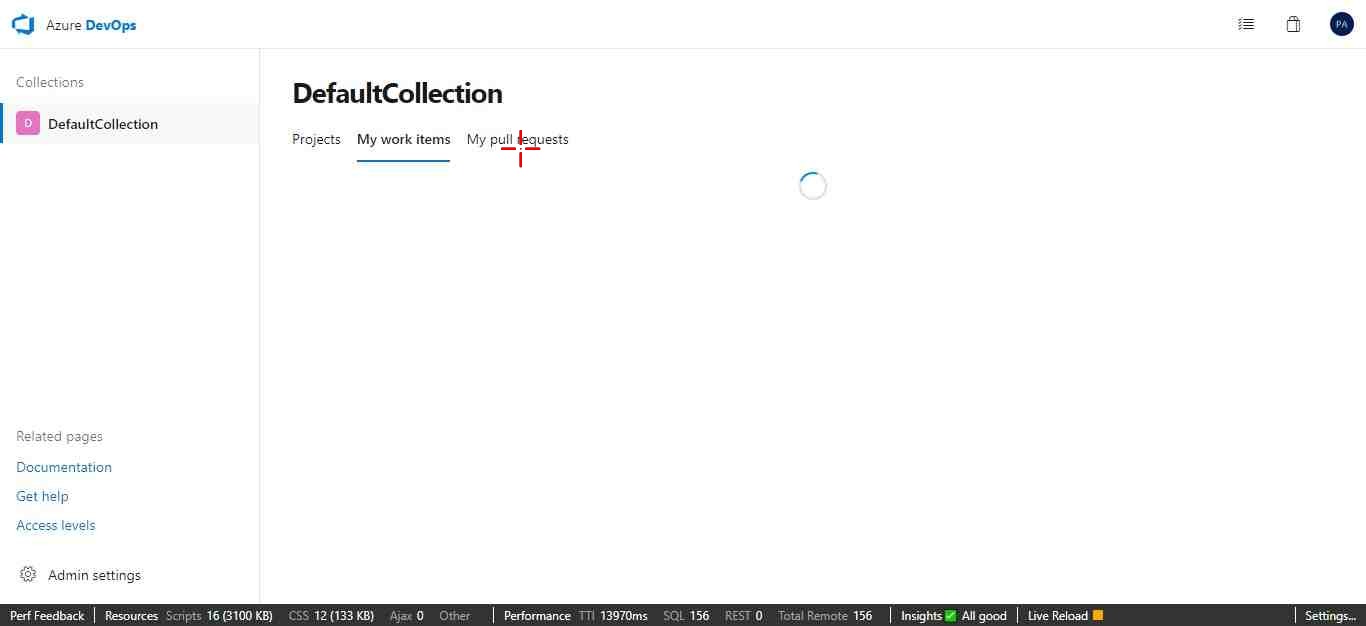 Azure DevOps
PA
Collections
D DefaultCollection
DefaultCollection
Projects My work items My pull requests
Related pages
Documentation
Get help
Access levels
Admin settings
Perf Feedback Resources Scripts 16 (3100 KB) CSS 12 (133 KB) Ajax 0 Other Performance TTI 13970ms SQL 156 REST 0 Total Remote 156 Insights ✅ All good Live Reload Settings...